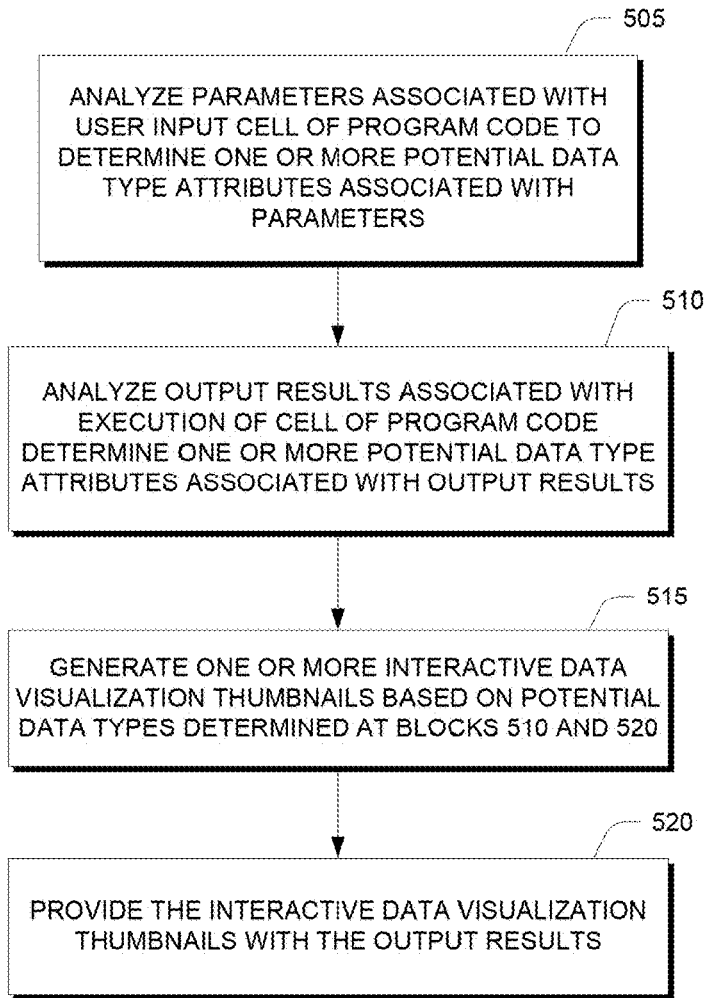 505
ANALYZE PARAMETERS ASSOCIATED WITH
USER INPUT CELL OF PROGRAM CODE TO
DETERMINE ONE OR MORE POTENTIAL DATA
TYPE ATTRIBUTES ASSOCIATED WITH
PARAMETERS
510
ANALYZE OUTPUT RESULTS ASSOCIATED WITH
EXECUTION OF CELL OF PROGRAM CODE
DETERMINE ONE OR MORE POTENTIAL DATA TYPE
ATTRIBUTES ASSOCIATED WITH OUTPUT RESULTS
515
GENERATE ONE OR MORE INTERACTIVE DATA
VISUALIZATION THUMBNAILS BASED ON POTENTIAL
DATA TYPES DETERMINED AT BLOCKS 510 AND 520
520
PROVIDE THE INTERACTIVE DATA VISUALIZATION
THUMBNAILS WITH THE OUTPUT RESULTS